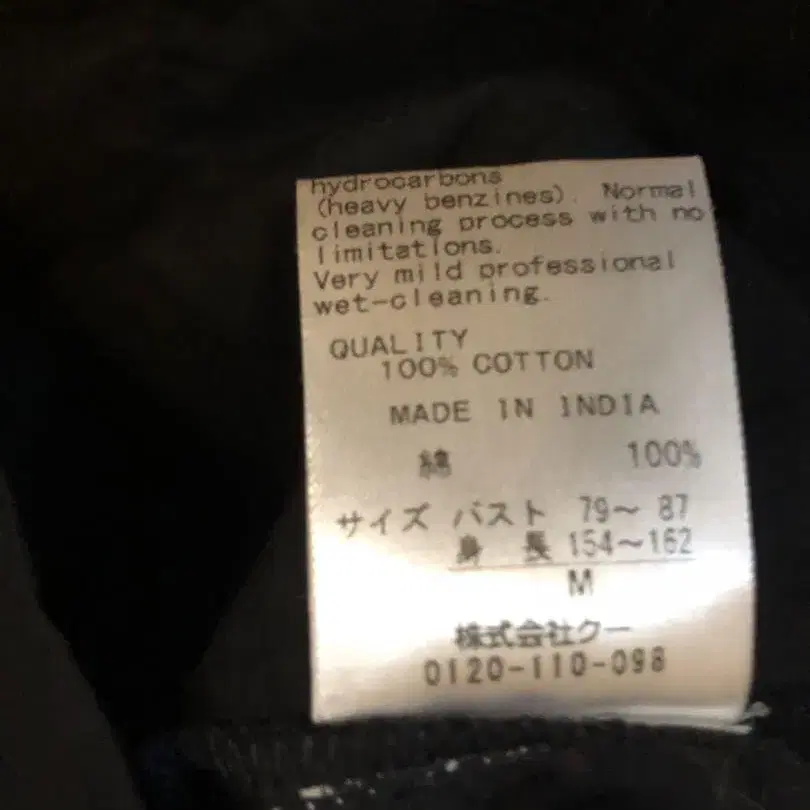 hydrocarbons
(heavy benzines). Normal
cleaning process with no
limitations.
Very mild professional
wet-cleaning.
QUALITY
100% COTTON
MADE IN INDIA
綿 100%
サイズ バスト 79〜 87
身 長 154〜162
M
株式会社クー
0120-110-098